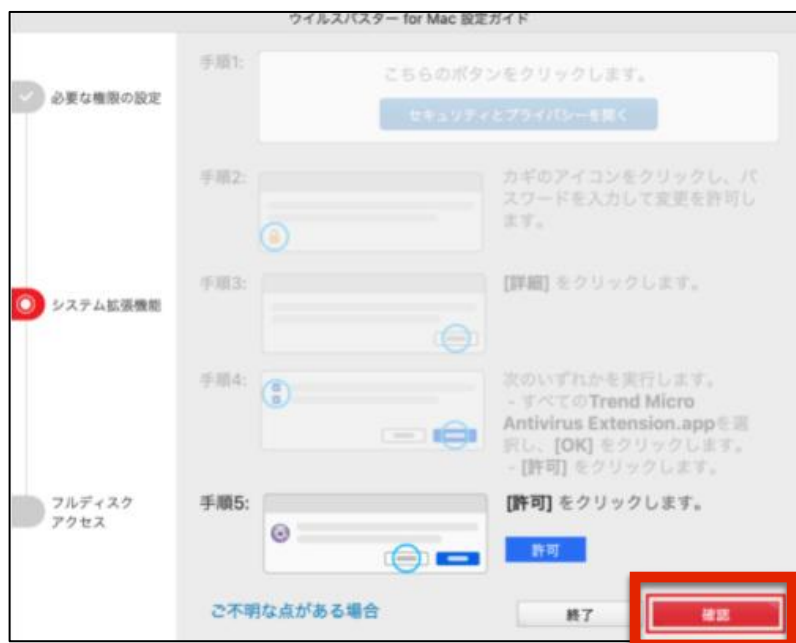 ウイルスバスター for Mac 設定ガイド
必要な権限の設定
手順1:
こちらのボタンをクリックします。
セキュリティとプライバシーを開く
手順2:
カギのアイコンをクリックし、パ
スワードを入力して変更を許可し
ます。
システム拡張機能
手順3:
[詳細] をクリックします。
手順4:
次のいずれかを実行します。
- すべてのTrend Micro
Antivirus Extension.appを選
択し、[OK] をクリックします。
- [許可] をクリックします。
フルディスク
アクセス
手順5:
[許可] をクリックします。
許可
ご不明な点がある場合
終了
確認